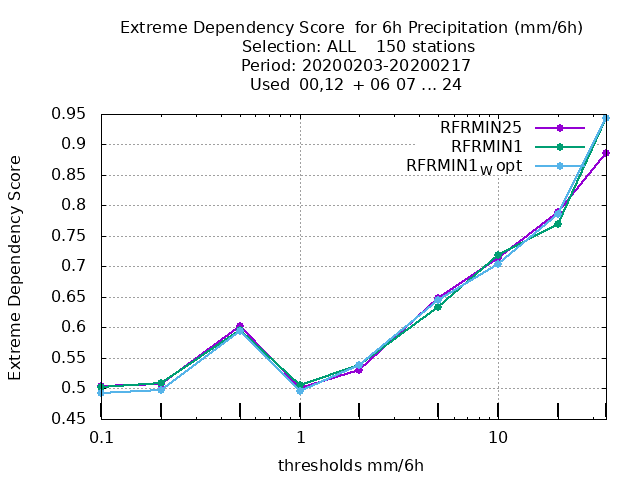 Extreme Dependency Score  for 6h Precipitation (mm/6h)
Selection: ALL    150 stations
Period: 20200203-20200217
Used  00,12  + 06 07 ... 24
RFRMIN25
RFRMIN1
RFRMIN1w opt
Extreme Dependency Score
0.95
0.9
0.85
0.8
0.75
0.7
0.65
0.6
0.55
0.5
0.45
0.1 1 10
thresholds mm/6h